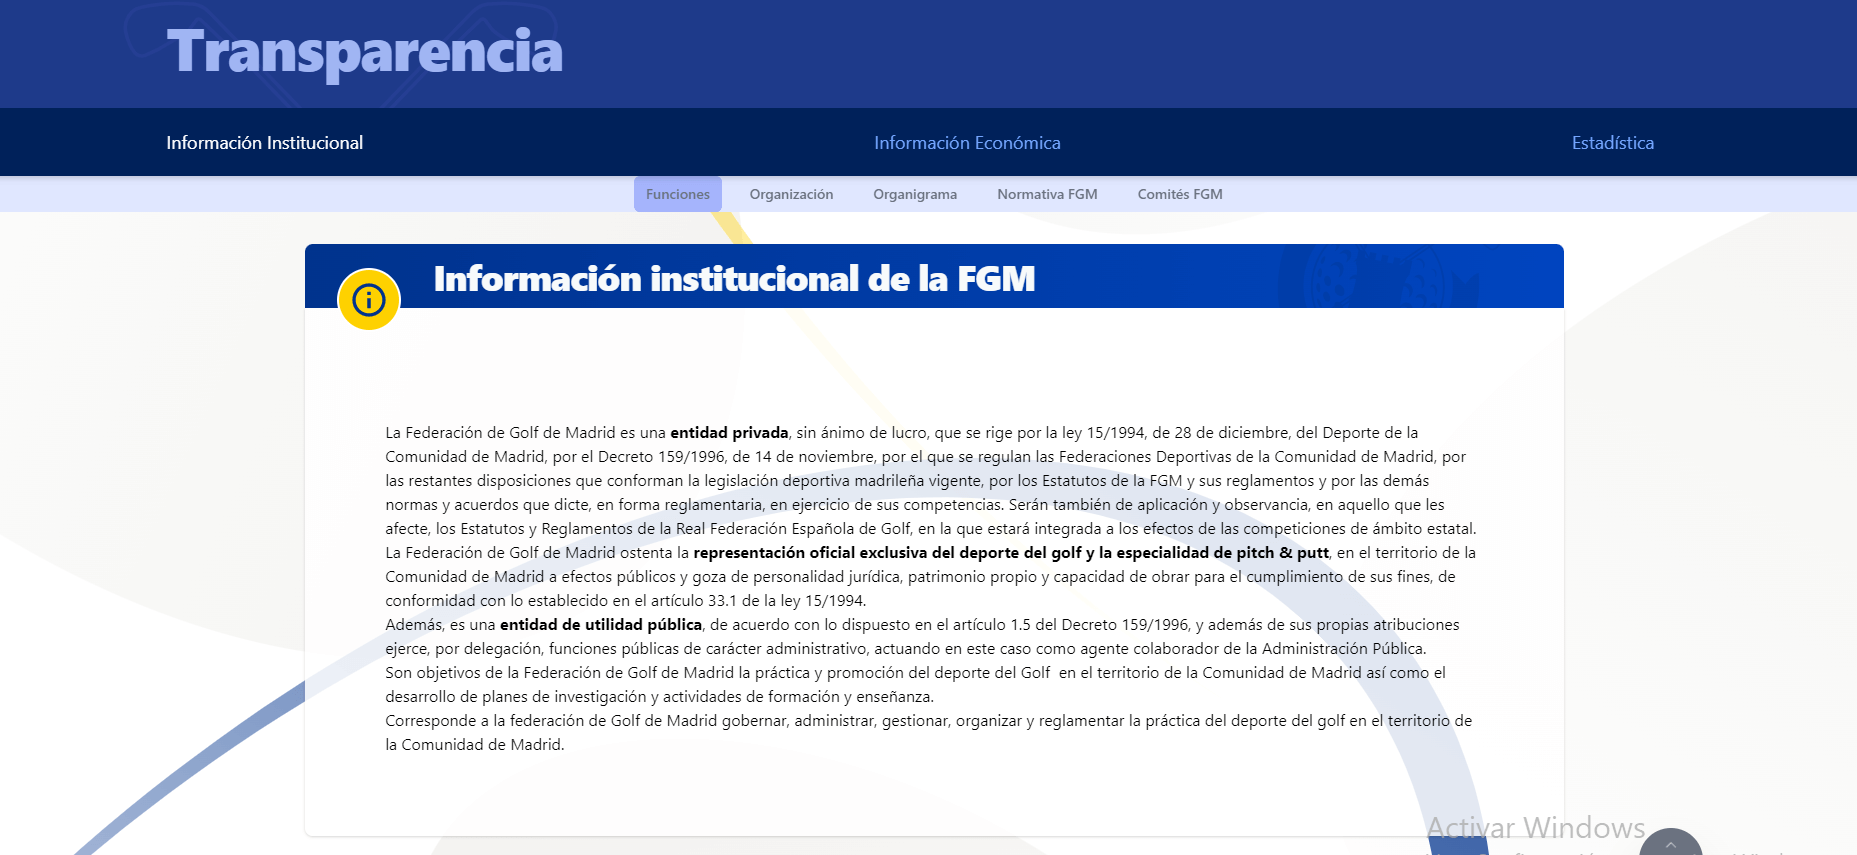 Transparencia
Información Institucional
Información Económica
Estadística
Funciones
Organización
Organigrama
Normativa FGM
Comités FGM
Información institucional de la FGM
La Federación de Golf de Madrid es una entidad privada, sin ánimo de lucro, que se rige por la ley 15/1994, de 28 de diciembre, del Deporte de la
Comunidad de Madrid, por el Decreto 159/1996, de 14 de noviembre, por el que se regulan las Federaciones Deportivas de la Comunidad de Madrid, por
las restantes disposiciones que conforman la legislación deportiva madrileña vigente, por los Estatutos de la FGM y sus reglamentos y por las demás
normas y acuerdos que dicte, en forma reglamentaria, en ejercicio de sus competencias. Serán también de aplicación y observancia, en aquello que les
afecte, los Estatutos y Reglamentos de la Real Federación Española de Golf, en la que estará integrada a los efectos de las competiciones de ámbito estatal.
La Federación de Golf de Madrid ostenta la representación oficial exclusiva del deporte del golf y la especialidad de pitch & putt, en el territorio de la
Comunidad de Madrid a efectos públicos y goza de personalidad jurídica, patrimonio propio y capacidad de obrar para el cumplimiento de sus fines, de
conformidad con lo establecido en el artículo 33.1 de la ley 15/1994.
Además, es una entidad de utilidad pública, de acuerdo con lo dispuesto en el artículo 1.5 del Decreto 159/1996, y además de sus propias atribuciones
ejerce, por delegación, funciones públicas de carácter administrativo, actuando en este caso como agente colaborador de la Administración Pública.
Son objetivos de la Federación de Golf de Madrid la práctica y promoción del deporte del Golf en el territorio de la Comunidad de Madrid así como el
desarrollo de planes de investigación y actividades de formación y enseñanza.
Corresponde a la federación de Golf de Madrid gobernar, administrar, gestionar, organizar y reglamentar la práctica del deporte del golf en el territorio de
la Comunidad de Madrid.
Activar Windows